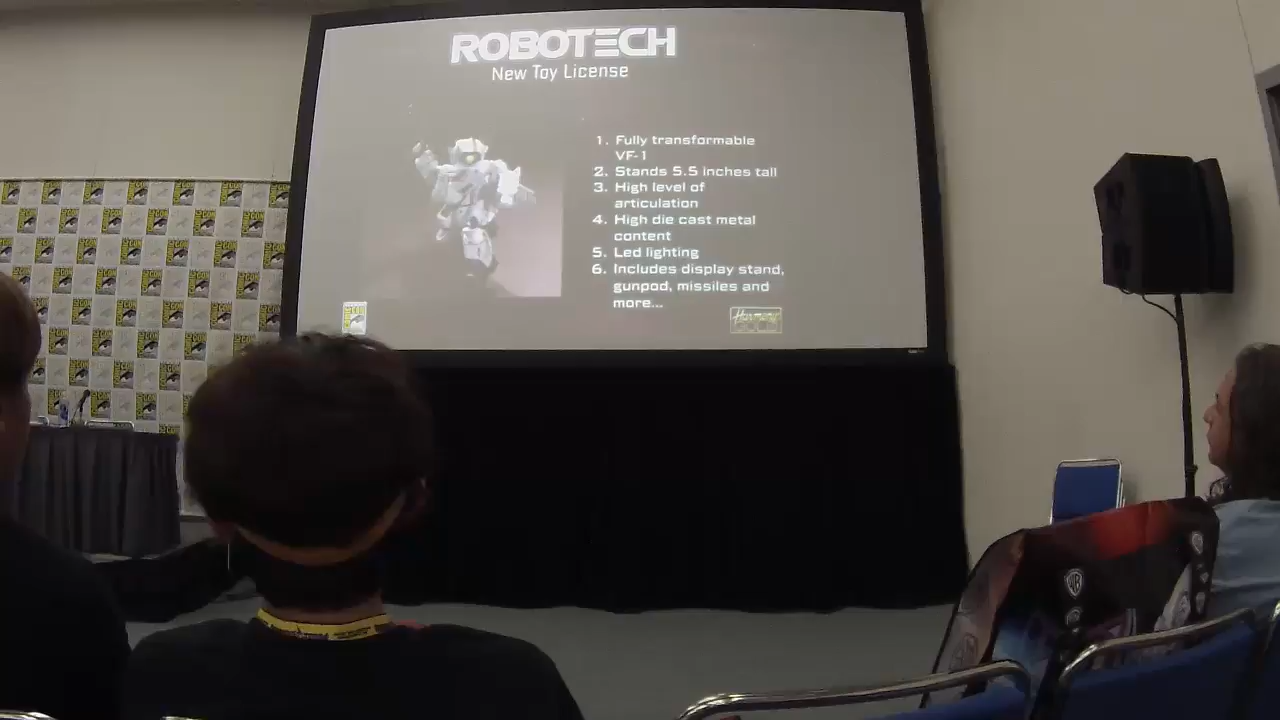 ROBOTECH
New Toy License
1. Fully transformable
VF-1
2. Stands 5.5 inches tall
3. High level of
articulation
4. High die cast metal
content
5. Led lighting
6. Includes display stand,
gunpod, missiles and
more...
Harmony